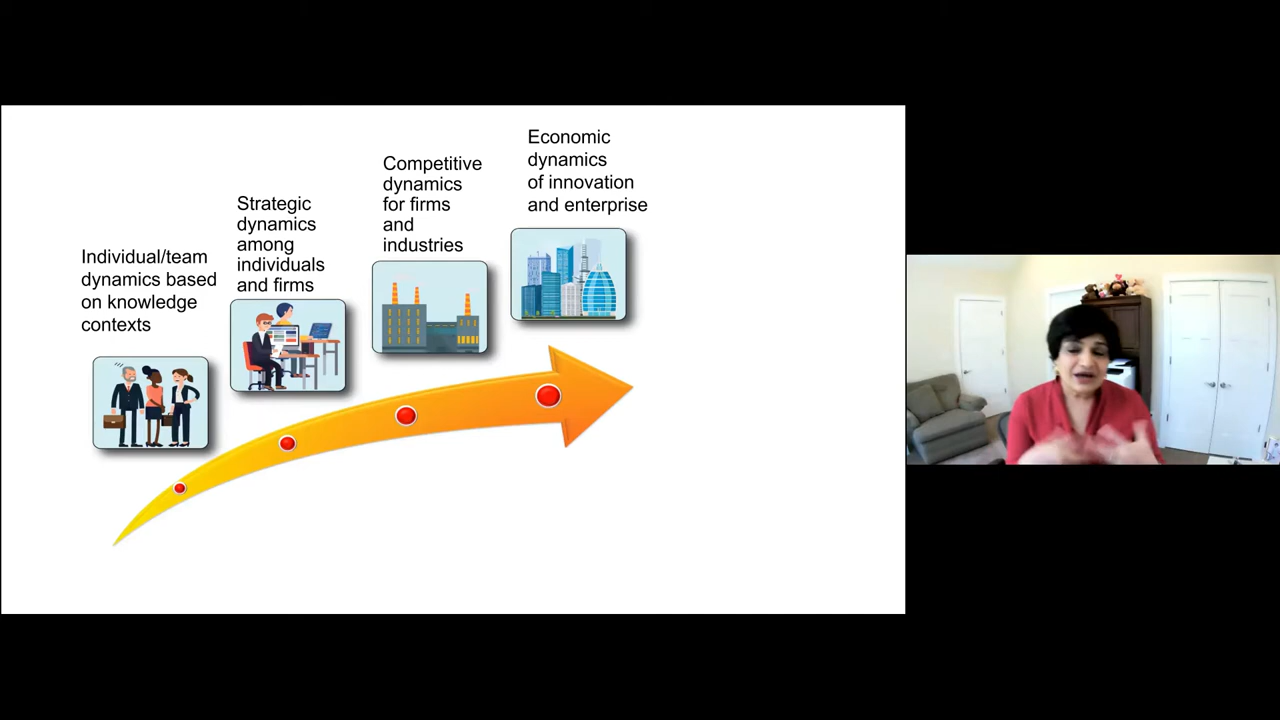 Individual/team
dynamics based
on knowledge
contexts
Strategic
dynamics
among
individuals
and firms
Competitive
dynamics
for firms
and
industries
Economic
dynamics
of innovation
and enterprise